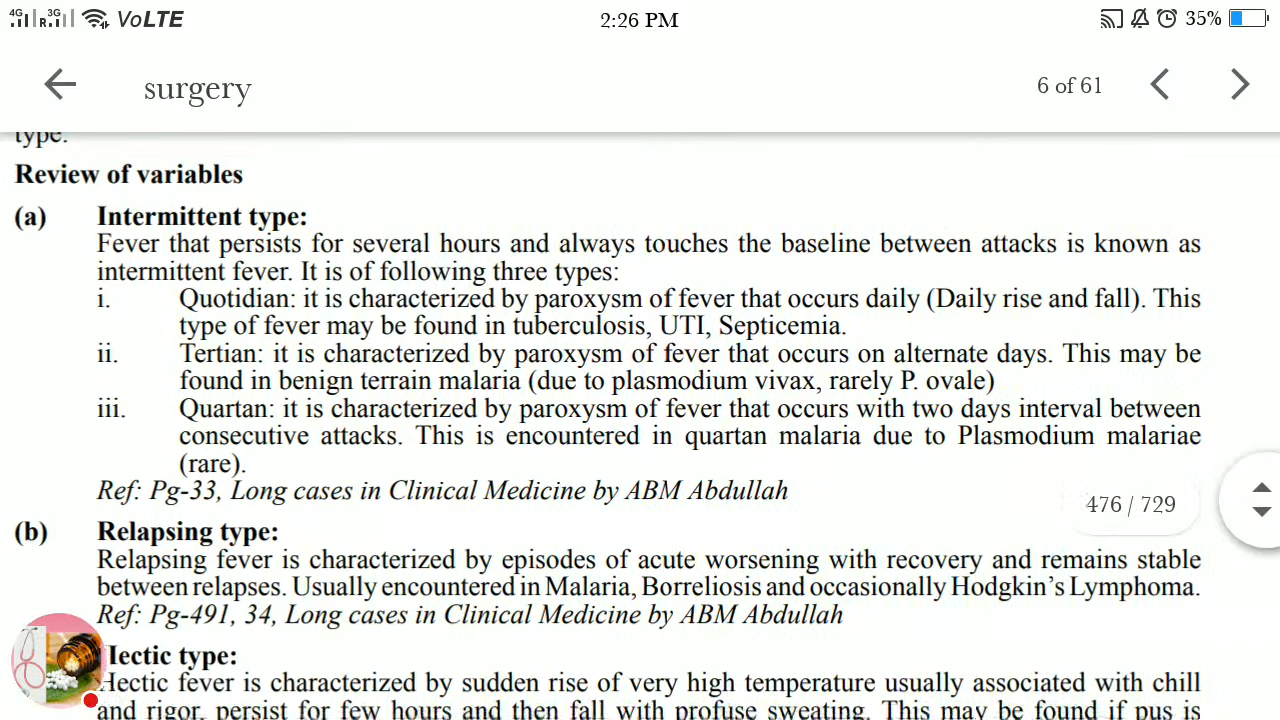 4G R 3G VoLTE 2:26 PM 35%
surgery 6 of 61
type.
Review of variables
(a) Intermittent type:
Fever that persists for several hours and always touches the baseline between attacks is known as
intermittent fever. It is of following three types:
i. Quotidian: it is characterized by paroxysm of fever that occurs daily (Daily rise and fall). This
type of fever may be found in tuberculosis, UTI, Septicemia.
ii. Tertian: it is characterized by paroxysm of fever that occurs on alternate days. This may be
found in benign terrain malaria (due to plasmodium vivax, rarely P. ovale)
iii. Quartan: it is characterized by paroxysm of fever that occurs with two days interval between
consecutive attacks. This is encountered in quartan malaria due to Plasmodium malariae
(rare).
Ref: Pg-33, Long cases in Clinical Medicine by ABM Abdullah
476 / 729
(b) Relapsing type:
Relapsing fever is characterized by episodes of acute worsening with recovery and remains stable
between relapses. Usually encountered in Malaria, Borreliosis and occasionally Hodgkin's Lymphoma.
Ref: Pg-491, 34, Long cases in Clinical Medicine by ABM Abdullah
Hectic type:
Hectic fever is characterized by sudden rise of very high temperature usually associated with chill
and rigor, persist for few hours and then fall with profuse sweating. This may be found if pus is